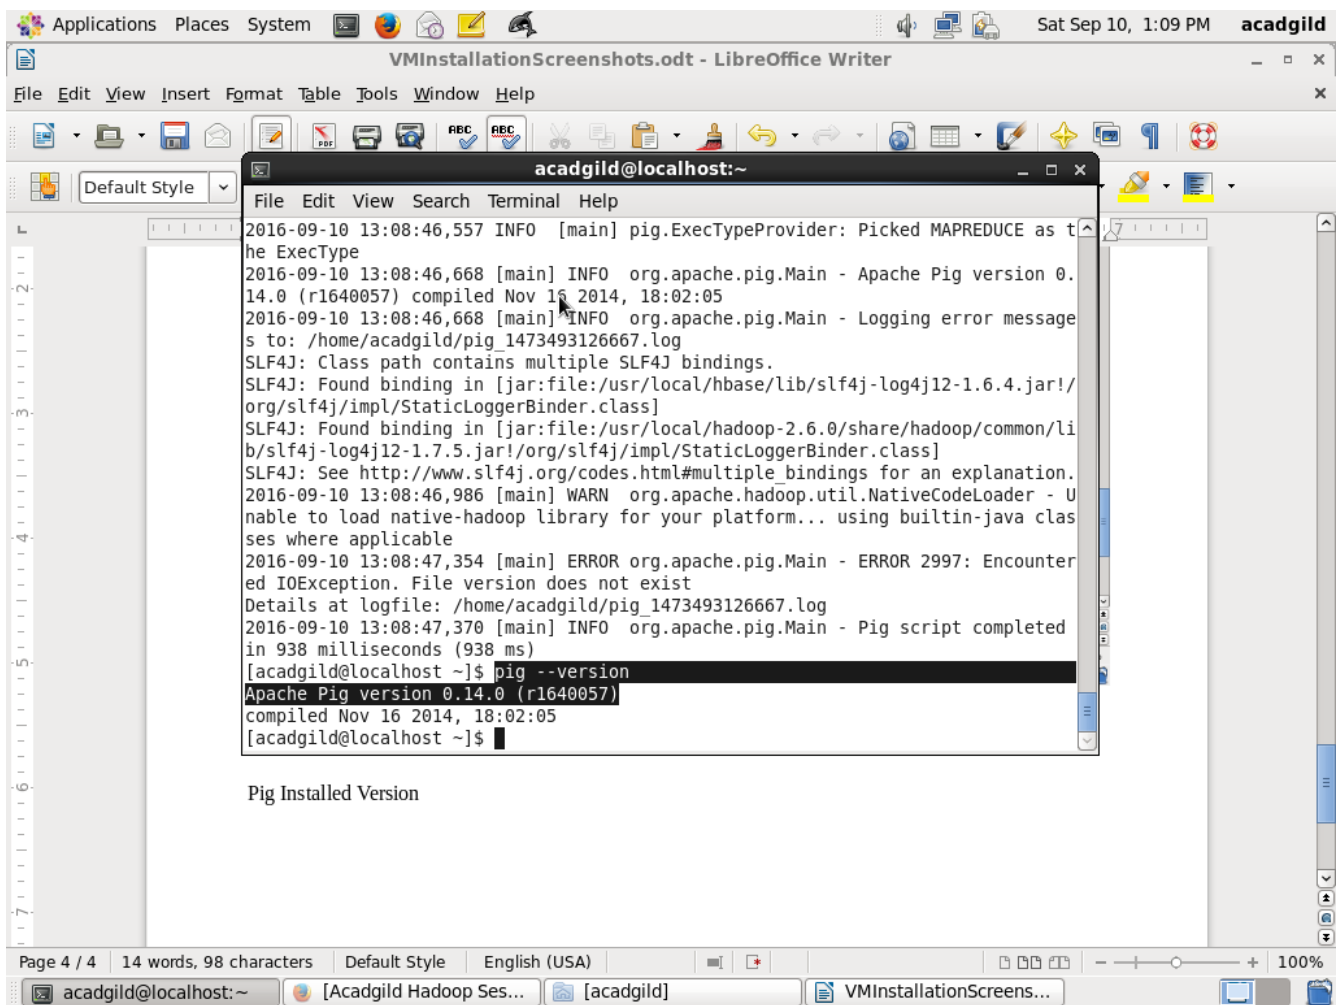 Applications Places System Sat Sep 10, 1:09 PM acadgild
VMInstallationScreenshots.odt - LibreOffice Writer
File Edit View Insert Format Table Tools Window Help
PDF ABC ABC
Default Style
acadgild@localhost:~
File Edit View Search Terminal Help
2016-09-10 13:08:46,557 INFO  [main] pig.ExecTypeProvider: Picked MAPREDUCE as t
he ExecType
2016-09-10 13:08:46,668 [main] INFO  org.apache.pig.Main - Apache Pig version 0.
14.0 (r1640057) compiled Nov 16 2014, 18:02:05
2016-09-10 13:08:46,668 [main] INFO  org.apache.pig.Main - Logging error message
s to: /home/acadgild/pig_1473493126667.log
SLF4J: Class path contains multiple SLF4J bindings.
SLF4J: Found binding in [jar:file:/usr/local/hbase/lib/slf4j-log4j12-1.6.4.jar!/
org/slf4j/impl/StaticLoggerBinder.class]
SLF4J: Found binding in [jar:file:/usr/local/hadoop-2.6.0/share/hadoop/common/li
b/slf4j-log4j12-1.7.5.jar!/org/slf4j/impl/StaticLoggerBinder.class]
SLF4J: See http://www.slf4j.org/codes.html#multiple_bindings for an explanation.
2016-09-10 13:08:46,986 [main] WARN  org.apache.hadoop.util.NativeCodeLoader - U
nable to load native-hadoop library for your platform... using builtin-java clas
ses where applicable
2016-09-10 13:08:47,354 [main] ERROR org.apache.pig.Main - ERROR 2997: Encounter
ed IOException. File version does not exist
Details at logfile: /home/acadgild/pig_1473493126667.log
2016-09-10 13:08:47,370 [main] INFO  org.apache.pig.Main - Pig script completed
in 938 milliseconds (938 ms)
[acadgild@localhost ~]$ pig --version
Apache Pig version 0.14.0 (r1640057)
compiled Nov 16 2014, 18:02:05
[acadgild@localhost ~]$
7
2
3
4
5
6
7
Pig Installed Version
Page 4 / 4 14 words, 98 characters Default Style English (USA) 100%
acadgild@localhost:~ [Acadgild Hadoop Ses... [acadgild] VMInstallationScreens...